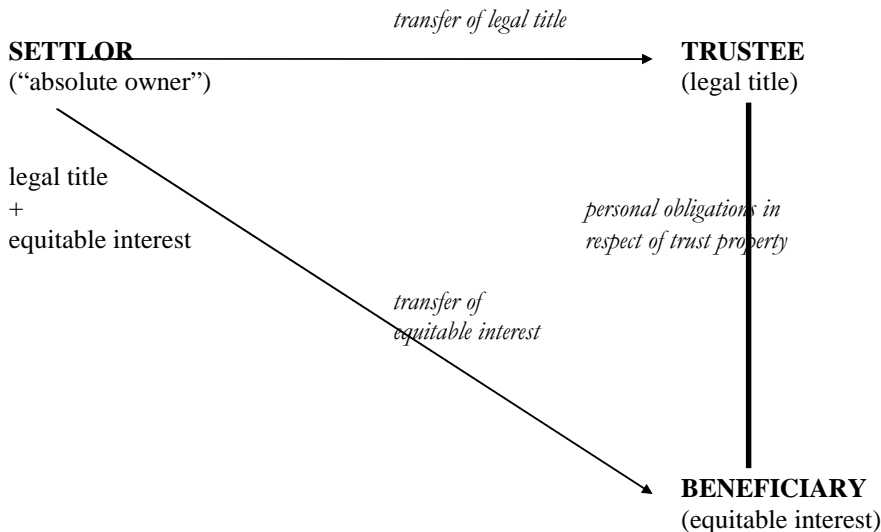 transfer of legal title
SETTLOR
(“absolute owner”)
TRUSTEE
(legal title)
legal title
+
equitable interest
personal obligations in
respect of trust property
transfer of
equitable interest
BENEFICIARY
(equitable interest)